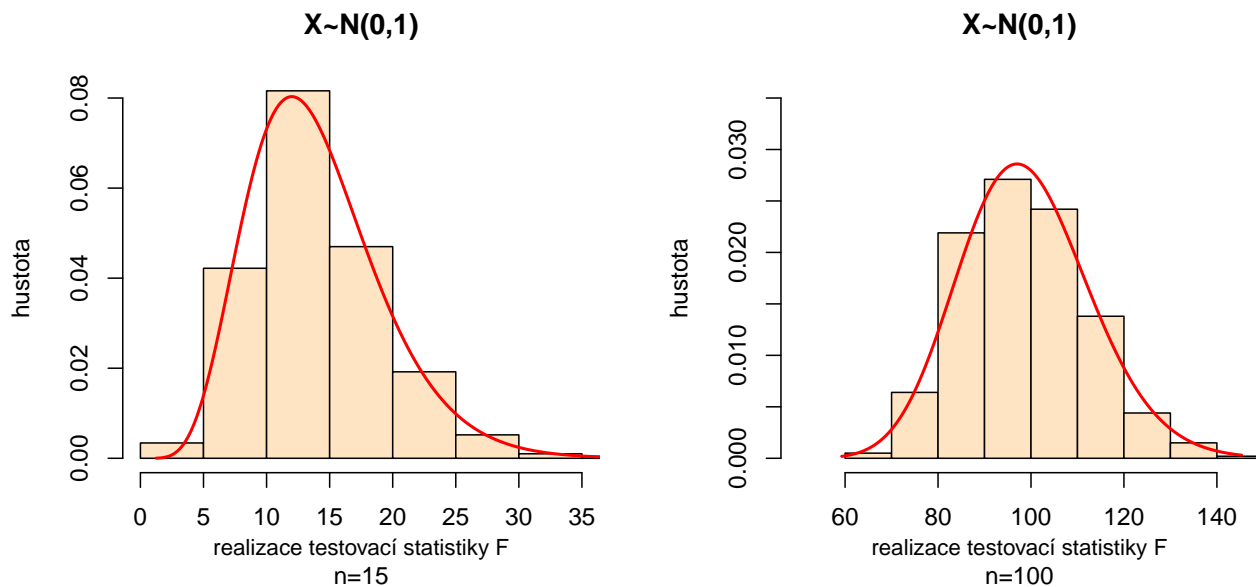 X~N(0,1)
hustota
0.00 0.02 0.04 0.06 0.08
0 5 10 15 20 25 30 35
realizace testovací statistiky F
n=15
X~N(0,1)
hustota
0.000 0.010 0.020 0.030
60 80 100 120 140
realizace testovací statistiky F
n=100